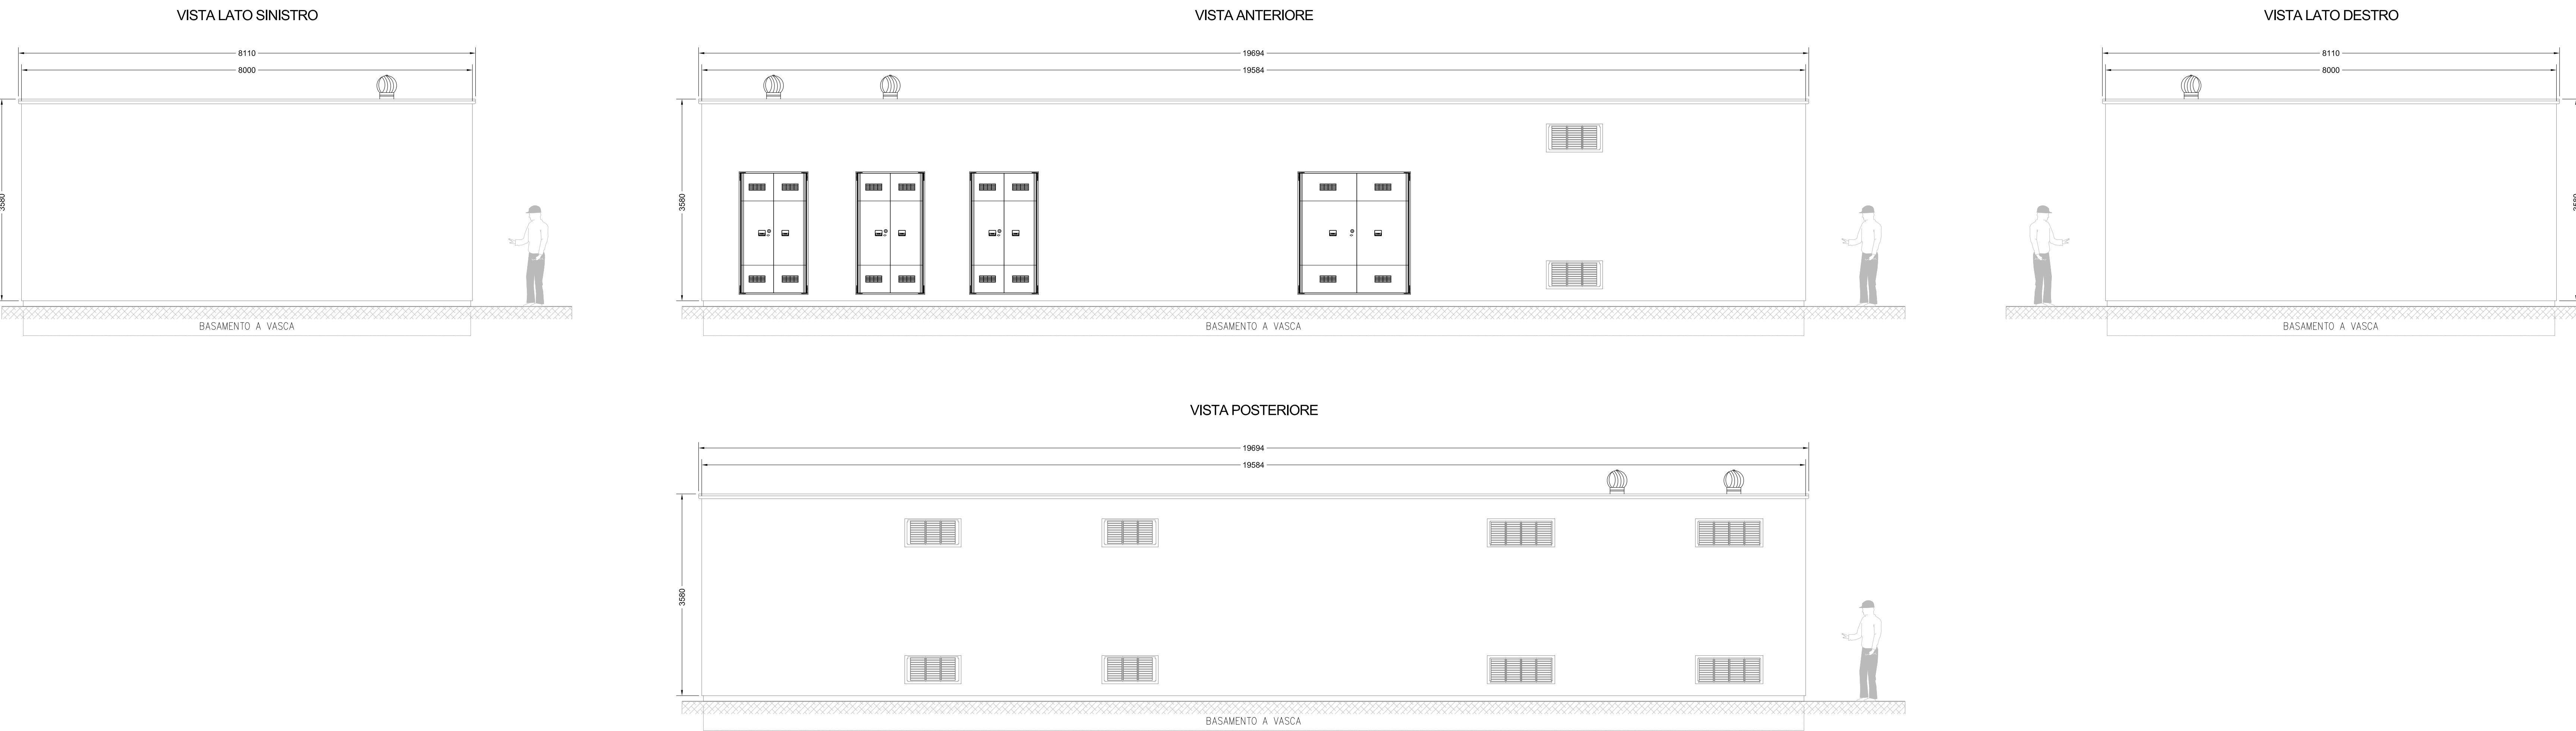 VISTA LATO SINISTRO
8110
8000
3580
BASAMENTO A VASCA
VISTA ANTERIORE
19694
19584
3580
BASAMENTO A VASCA
VISTA LATO DESTRO
8110
8000
3580
BASAMENTO A VASCA
VISTA POSTERIORE
19694
19584
3580
BASAMENTO A VASCA